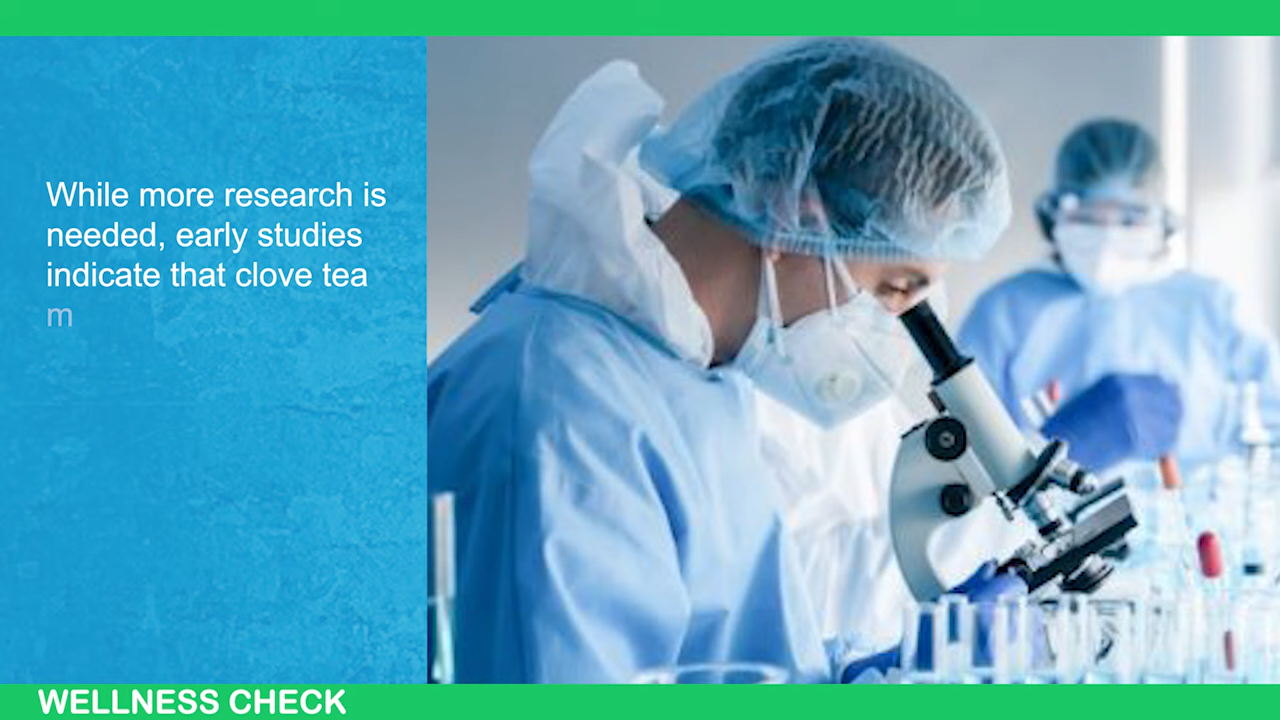 While more research is
needed, early studies
indicate that clove tea
m
WELLNESS CHECK